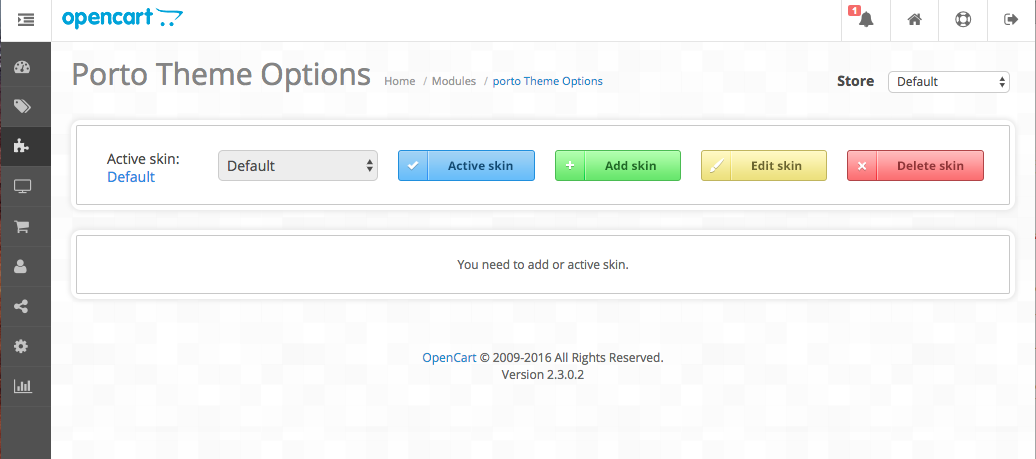 opencart
1
Porto Theme Options
Home / Modules / porto Theme Options
Store
Default
Active skin:
Default
Default
Active skin
Add skin
Edit skin
Delete skin
You need to add or active skin.
OpenCart © 2009-2016 All Rights Reserved.
Version 2.3.0.2